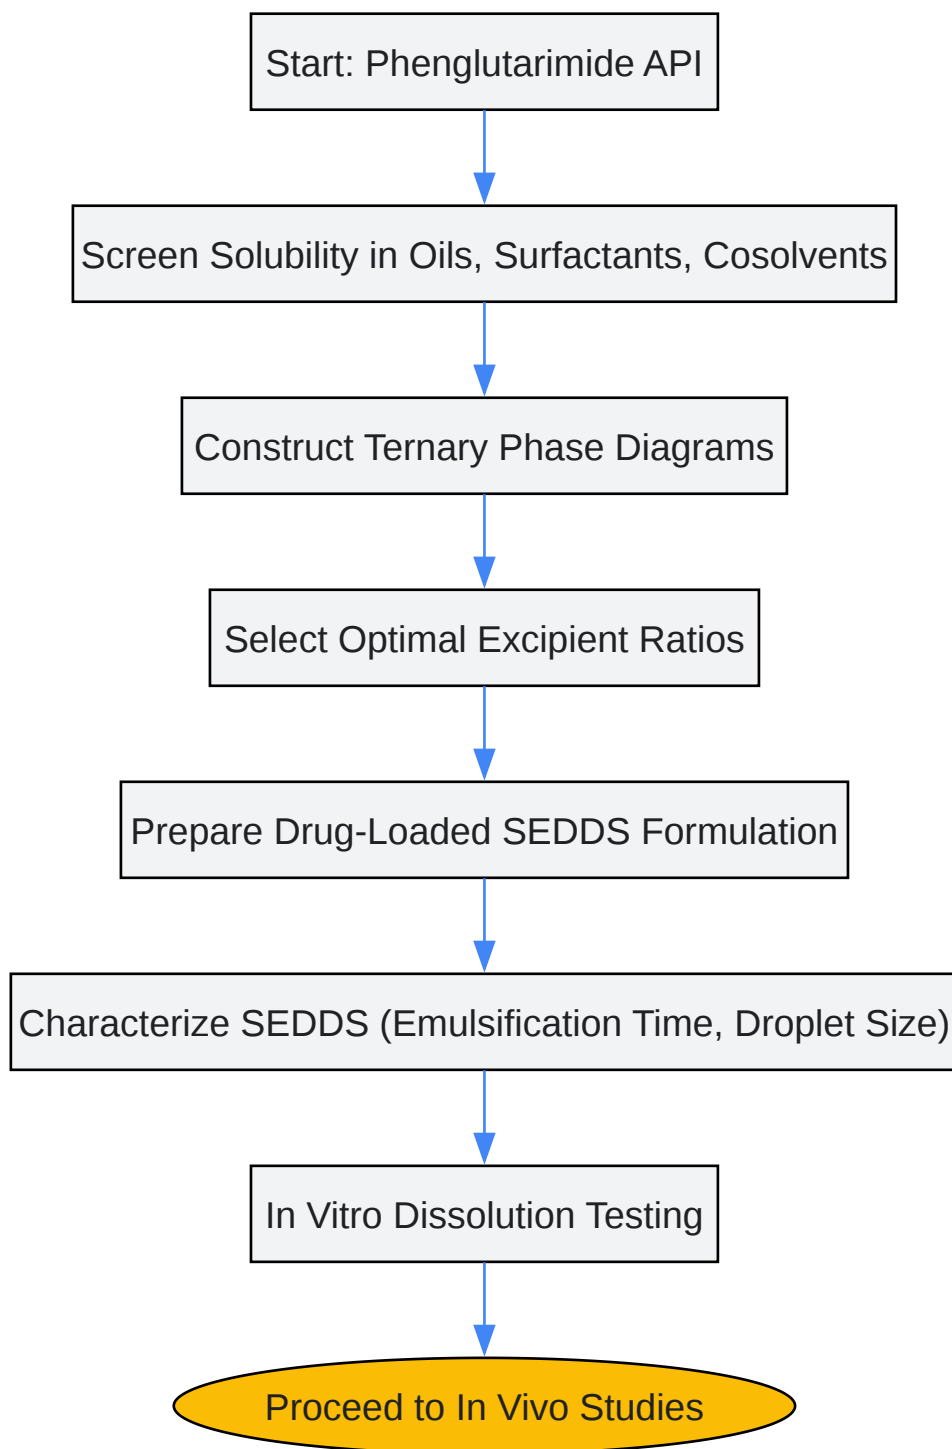 Start: Phenglutarimide API
Screen Solubility in Oils, Surfactants, Cosolvents
Construct Ternary Phase Diagrams
Select Optimal Excipient Ratios
Prepare Drug-Loaded SEDDS Formulation
Characterize SEDDS (Emulsification Time, Droplet Size)
In Vitro Dissolution Testing
Proceed to In Vivo Studies